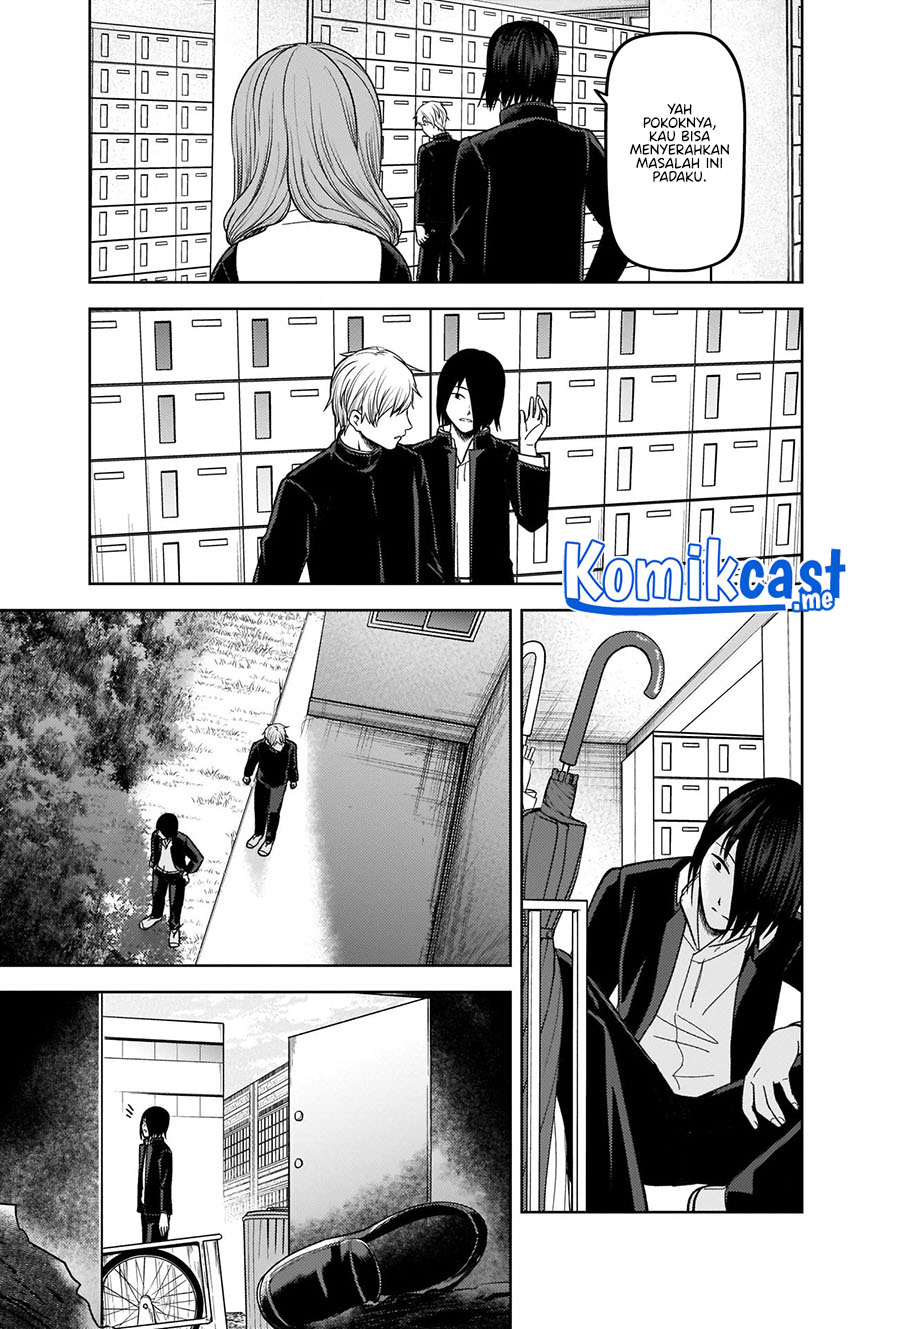 YAH
POKOKNYA,
KAU BISA
MENYERAHKAN
MASALAH INI
PADAKU.
Komikcast
.me